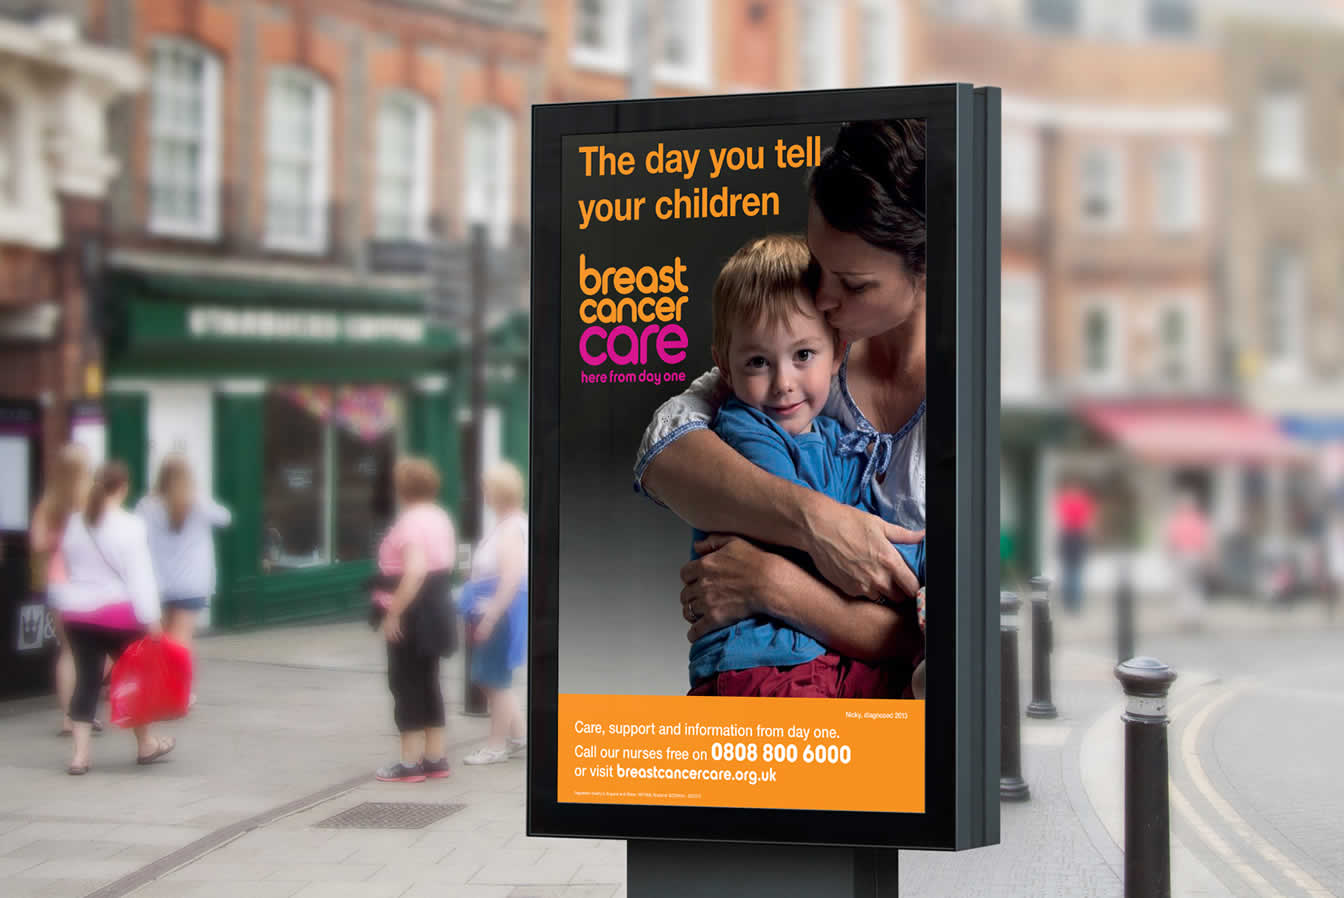 The day you tell
your children
breast
cancer
care
here from day one
Nicky, diagnosed 2013
Care, support and information from day one.
Call our nurses free on 0808 800 6000
or visit breastcancercare.org.uk